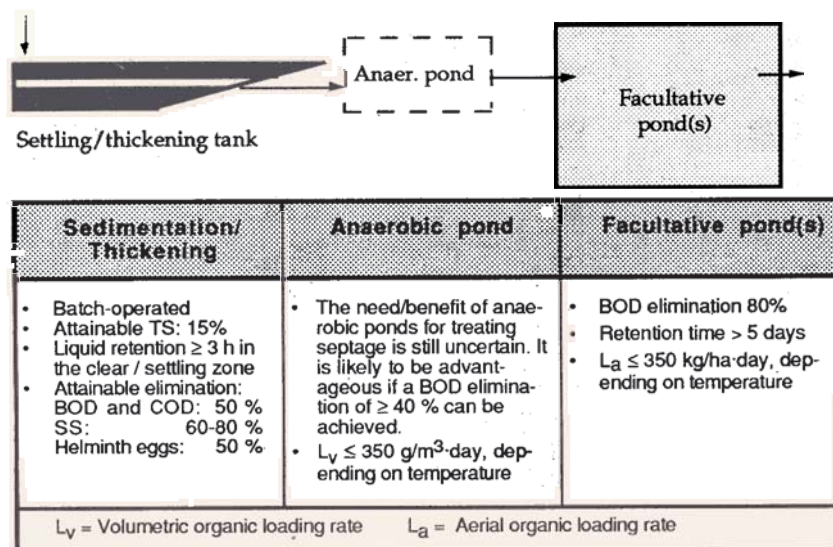 Anaer. pond
Facultative
pond(s)
Settling/thickening tank
Sedimentation/
Thickening
Anaerobic pond
Facultative pond(s)
• Batch-operated
• Attainable TS: 15%
• Liquid retention ≥ 3 h in
the clear / settling zone
• Attainable elimination:
BOD and COD: 50 %
SS: 60-80 %
Helminth eggs: 50 %
• The need/benefit of anae-
robic ponds for treating
septage is still uncertain. It
is likely to be advant-
ageous if a BOD elimina-
tion of ≥ 40 % can be
achieved.
• Lv ≤ 350 g/m³·day, dep-
ending on temperature
• BOD elimination 80%
• Retention time > 5 days
• La ≤ 350 kg/ha·day, dep-
ending on temperature
Lv = Volumetric organic loading rate La = Aerial organic loading rate